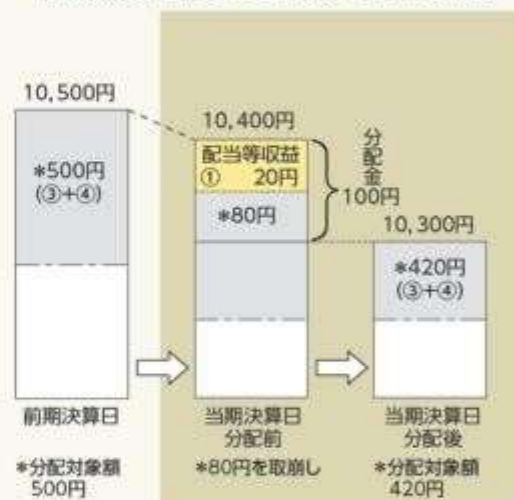 10,500円
*500円
(③+④)
前期決算日
*分配対象額
500円
10,400円
配当等収益
① 20円
*80円
分配金
100円
当期決算日
分配前
*80円を取崩し
10,300円
*420円
(③+④)
当期決算日
分配後
*分配対象額
420円